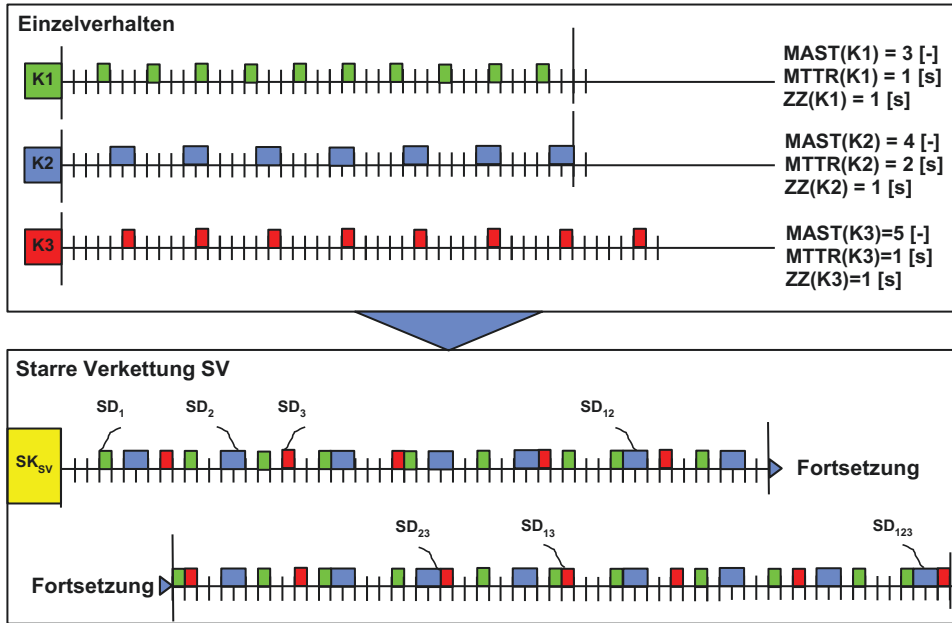 Einzelverhalten
K1
MAST(K1) = 3 [-]
MTTR(K1) = 1 [s]
ZZ(K1) = 1 [s]
K2
MAST(K2) = 4 [-]
MTTR(K2) = 2 [s]
ZZ(K2) = 1 [s]
K3
MAST(K3)=5 [-]
MTTR(K3)=1 [s]
ZZ(K3)=1 [s]
Starre Verkettung SV
SD1
SD2
SD3
SD12
SKSV
Fortsetzung
SD23
SD13
SD123
Fortsetzung